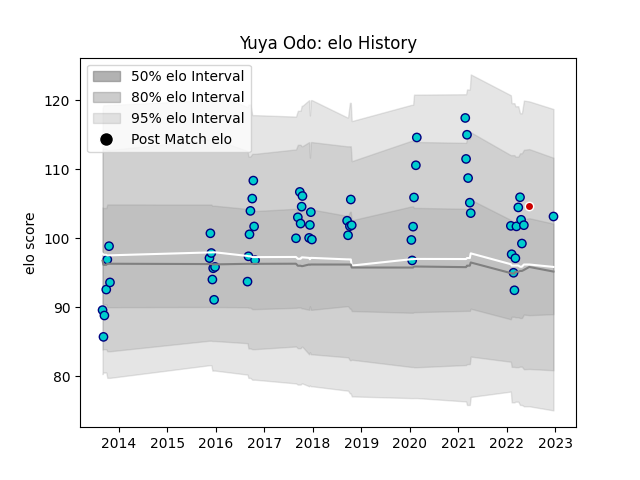 Yuya Odo: elo History
50% elo Interval
80% elo Interval
95% elo Interval
Post Match elo
elo score
120
110
100
90
80
2014 2015 2016 2017 2018 2019 2020 2021 2022 2023